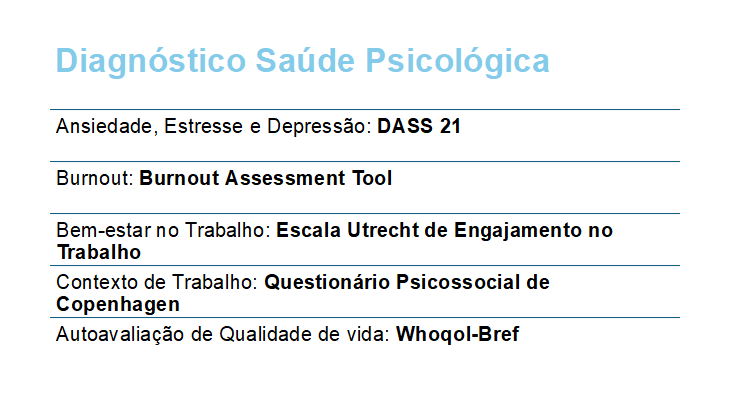 Diagnóstico Saúde Psicológica
Ansiedade, Estresse e Depressão: DASS 21
Burnout: Burnout Assessment Tool
Bem-estar no Trabalho: Escala Utrecht de Engajamento no
Trabalho
Contexto de Trabalho: Questionário Psicossocial de
Copenhagen
Autoavaliação de Qualidade de vida: Whoqol-Bref